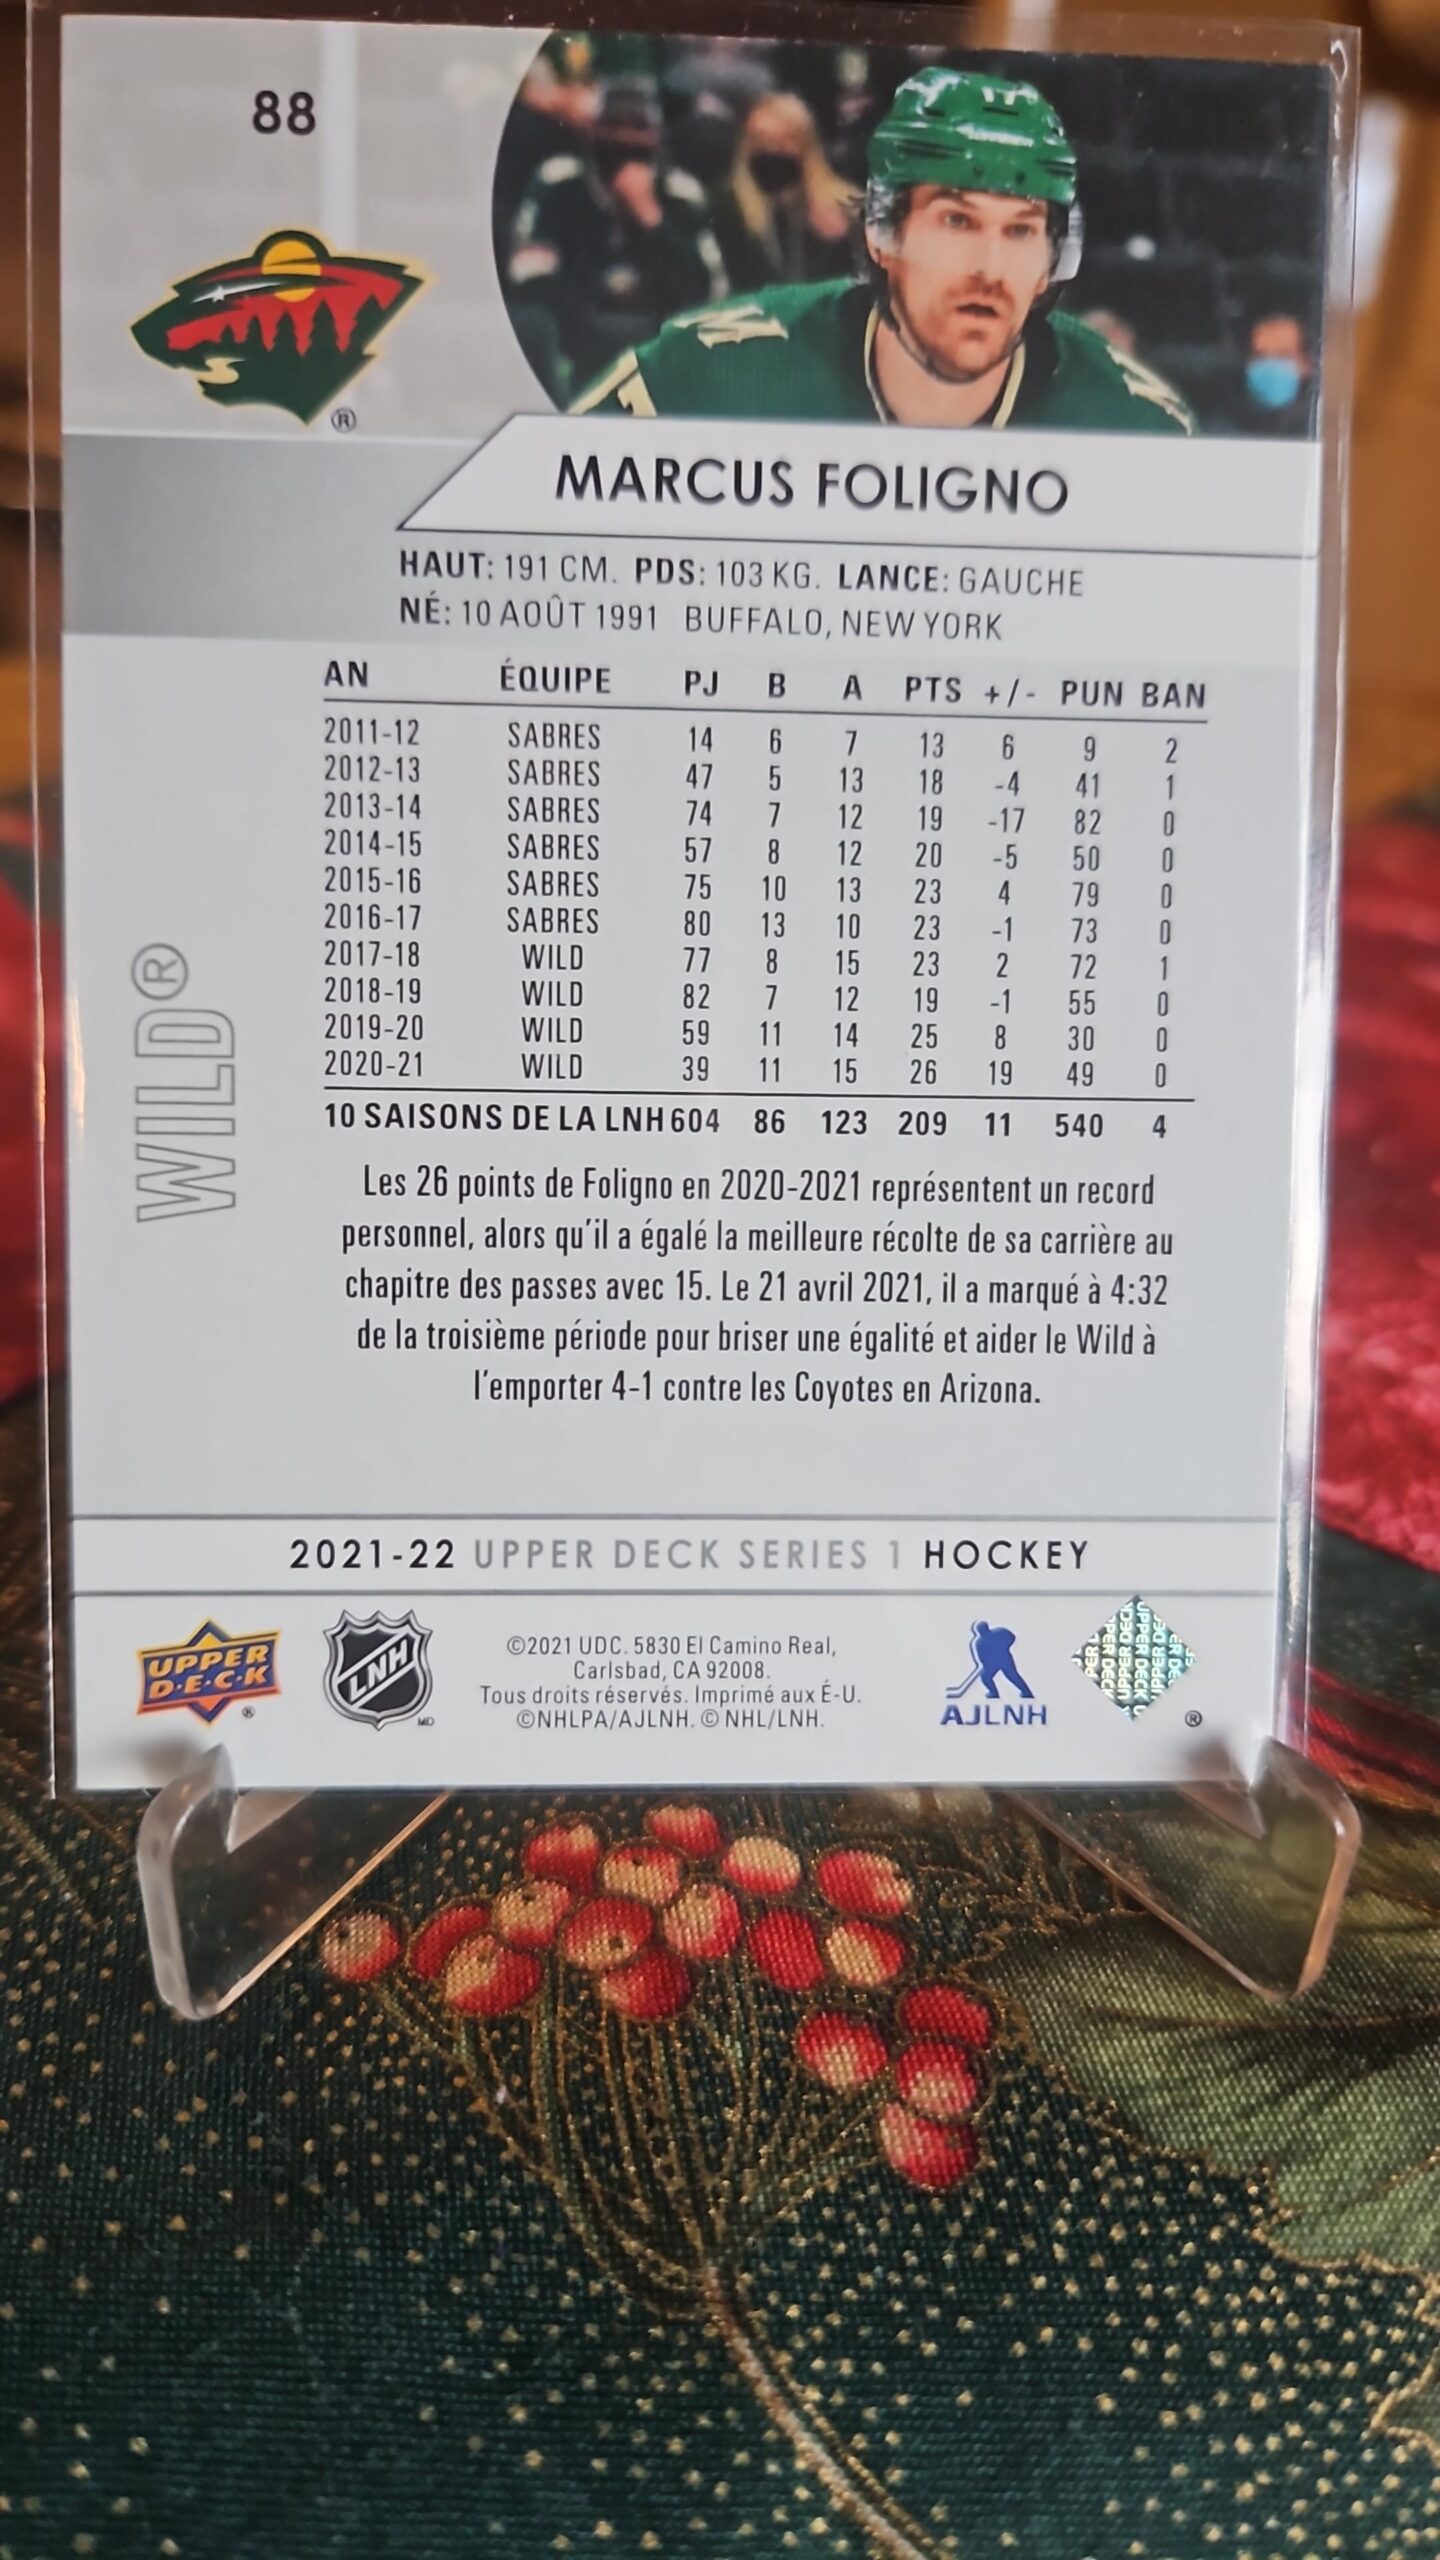 88
17
®
MARCUS FOLIGNO
HAUT: 191 CM. PDS: 103 KG. LANCE: GAUCHE
NÉ: 10 AOÛT 1991 BUFFALO, NEW YORK
AN ÉQUIPE PJ B A PTS +/- PUN BAN
2011-12 SABRES 14 6 7 13 6 9 2
2012-13 SABRES 47 5 13 18 -4 41 1
2013-14 SABRES 74 7 12 19 -17 82 0
2014-15 SABRES 57 8 12 20 -5 50 0
2015-16 SABRES 75 10 13 23 4 79 0
2016-17 SABRES 80 13 10 23 -1 73 0
2017-18 WILD 77 8 15 23 2 72 1
2018-19 WILD 82 7 12 19 -1 55 0
2019-20 WILD 59 11 14 25 8 30 0
2020-21 WILD 39 11 15 26 19 49 0
10 SAISONS DE LA LNH 604 86 123 209 11 540 4
WILD®
Les 26 points de Foligno en 2020-2021 représentent un record
personnel, alors qu'il a égalé la meilleure récolte de sa carrière au
chapitre des passes avec 15. Le 21 avril 2021, il a marqué à 4:32
de la troisième période pour briser une égalité et aider le Wild à
l'emporter 4-1 contre les Coyotes en Arizona.
2021-22 UPPER DECK SERIES 1 HOCKEY
UPPER
D·E·C·K
®
LNH
MD
©2021 UDC. 5830 El Camino Real,
Carlsbad, CA 92008.
Tous droits réservés. Imprimé aux É-U.
©NHLPA/AJLNH. © NHL/LNH.
AJLNH
UPPER DECK
®